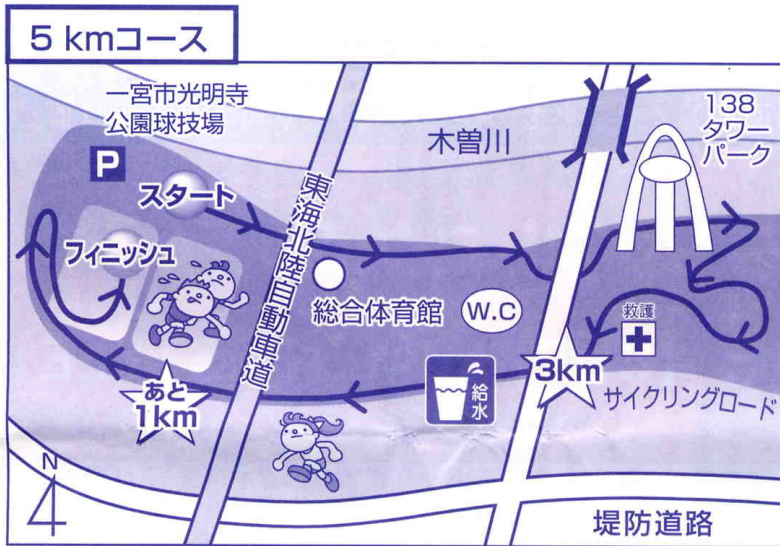 5 kmコース
一宮市光明寺
公園球技場
P
スタート
フィニッシュ
東海北陸自動車道
木曽川
138
タワー
パーク
総合体育館
W.C
救護
3km
給水
サイクリングロード
あと
1km
N
堤防道路